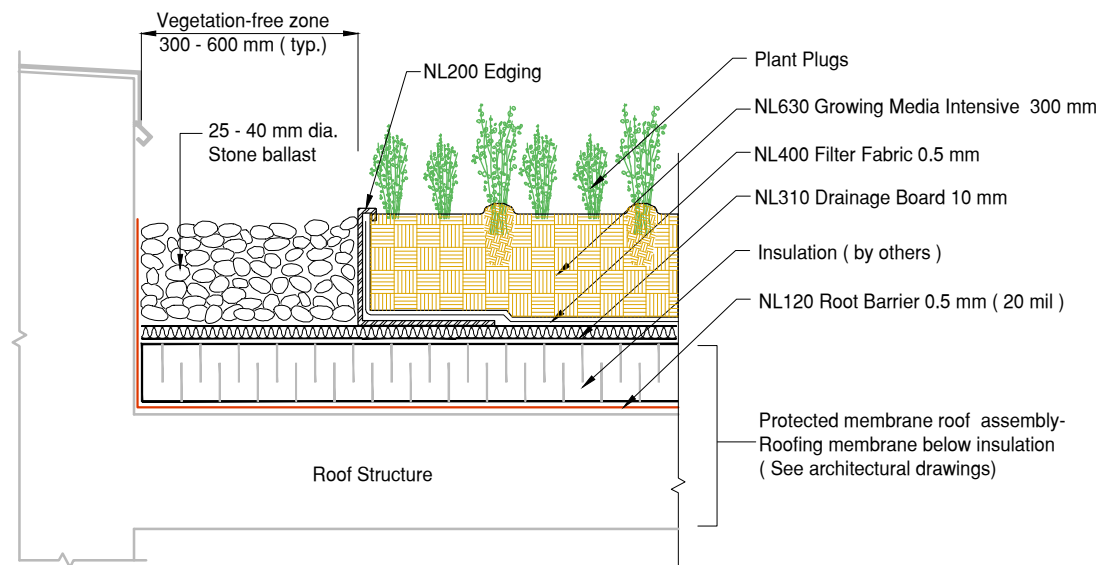 Vegetation-free zone
300 - 600 mm ( typ.)
NL200 Edging
25 - 40 mm dia.
Stone ballast
Plant Plugs
NL630 Growing Media Intensive  300 mm
NL400 Filter Fabric 0.5 mm
NL310 Drainage Board 10 mm
Insulation ( by others )
NL120 Root Barrier 0.5 mm ( 20 mil )
Protected membrane roof  assembly-
Roofing membrane below insulation
( See architectural drawings)
Roof Structure